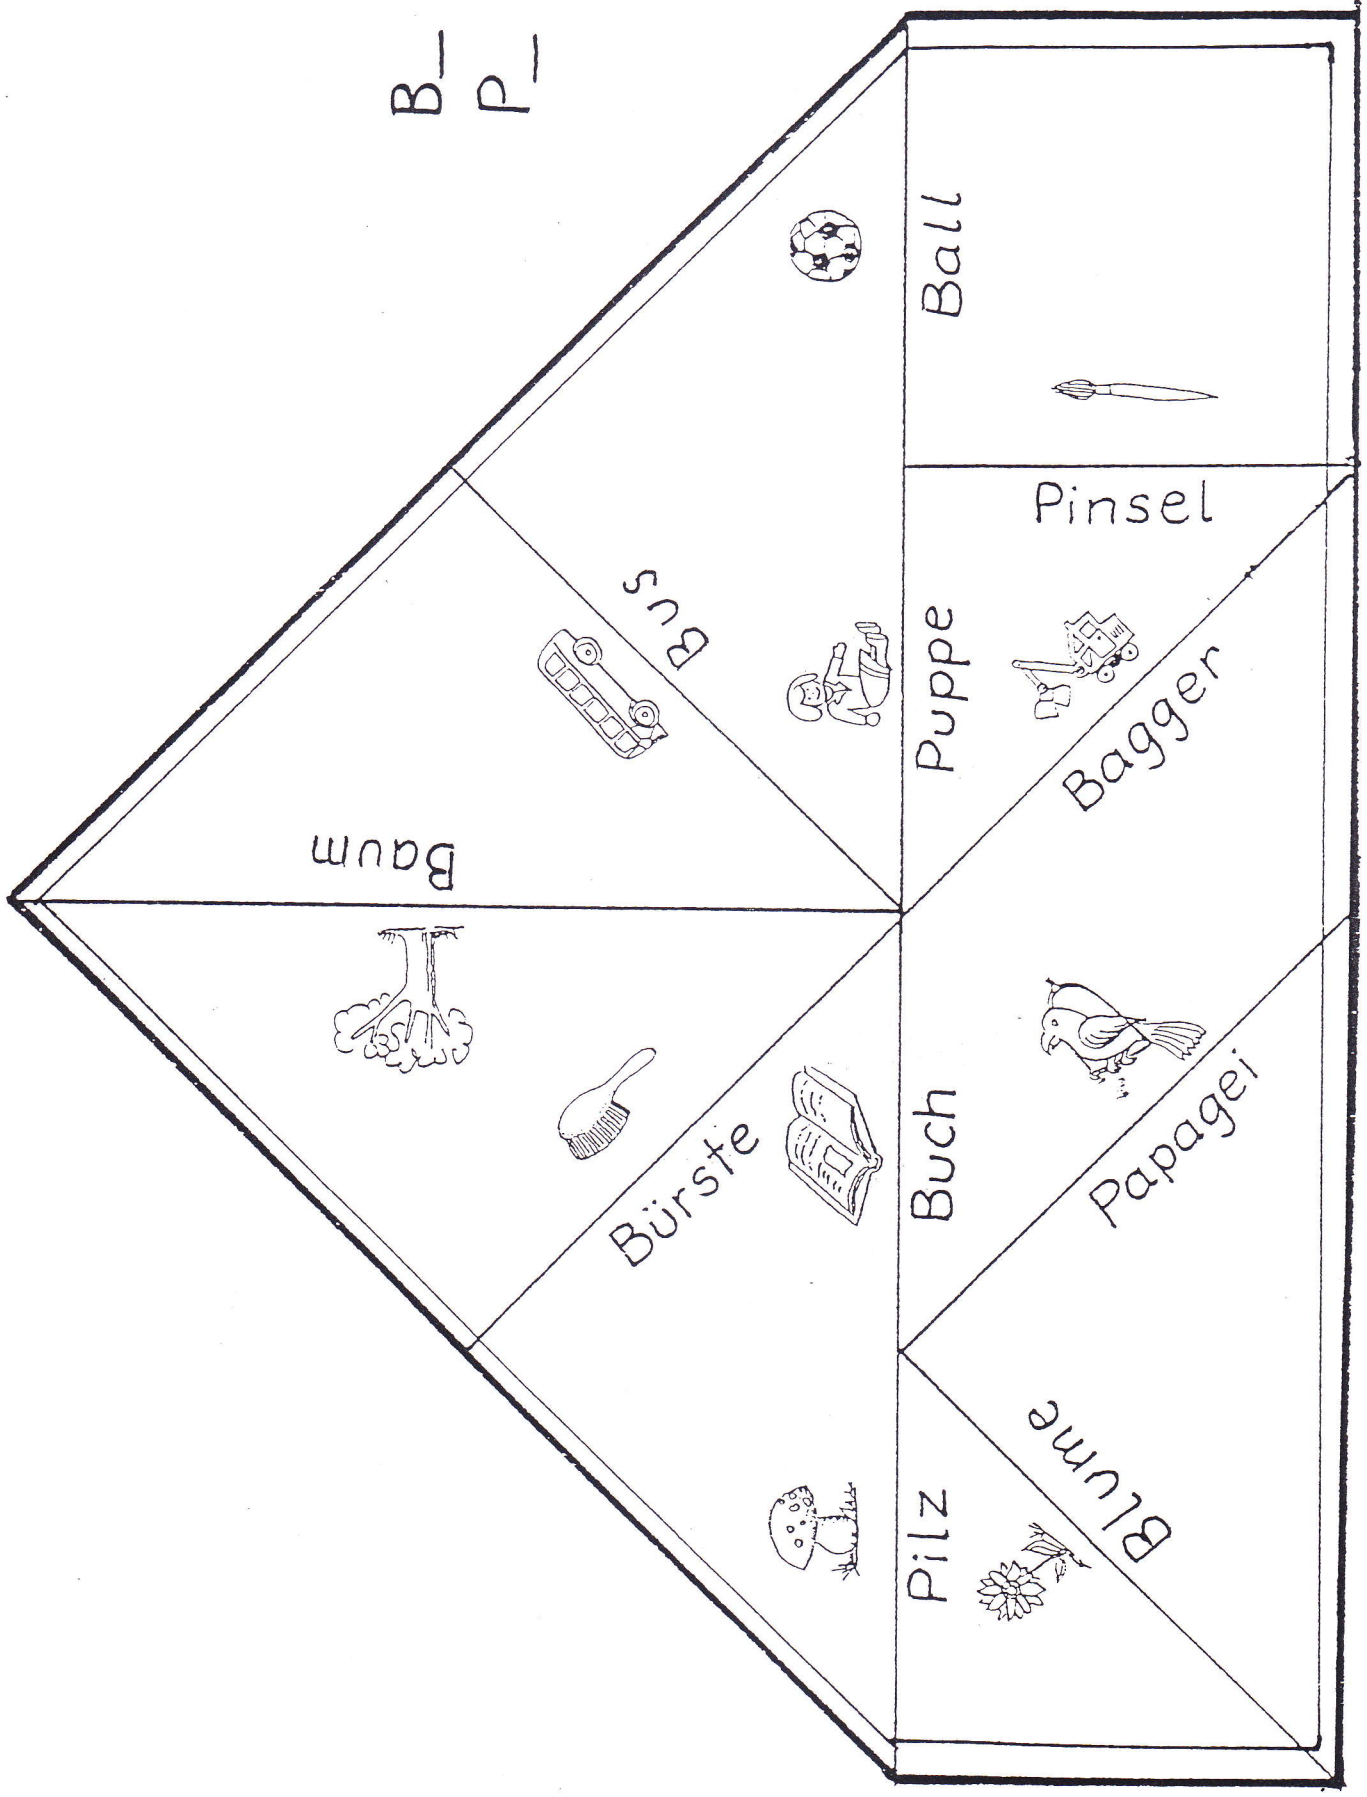 B_
P_
Ball
Pinsel
Bus
Puppe
Bagger
Baum
Bürste
Buch
Papagei
Pilz
Blume